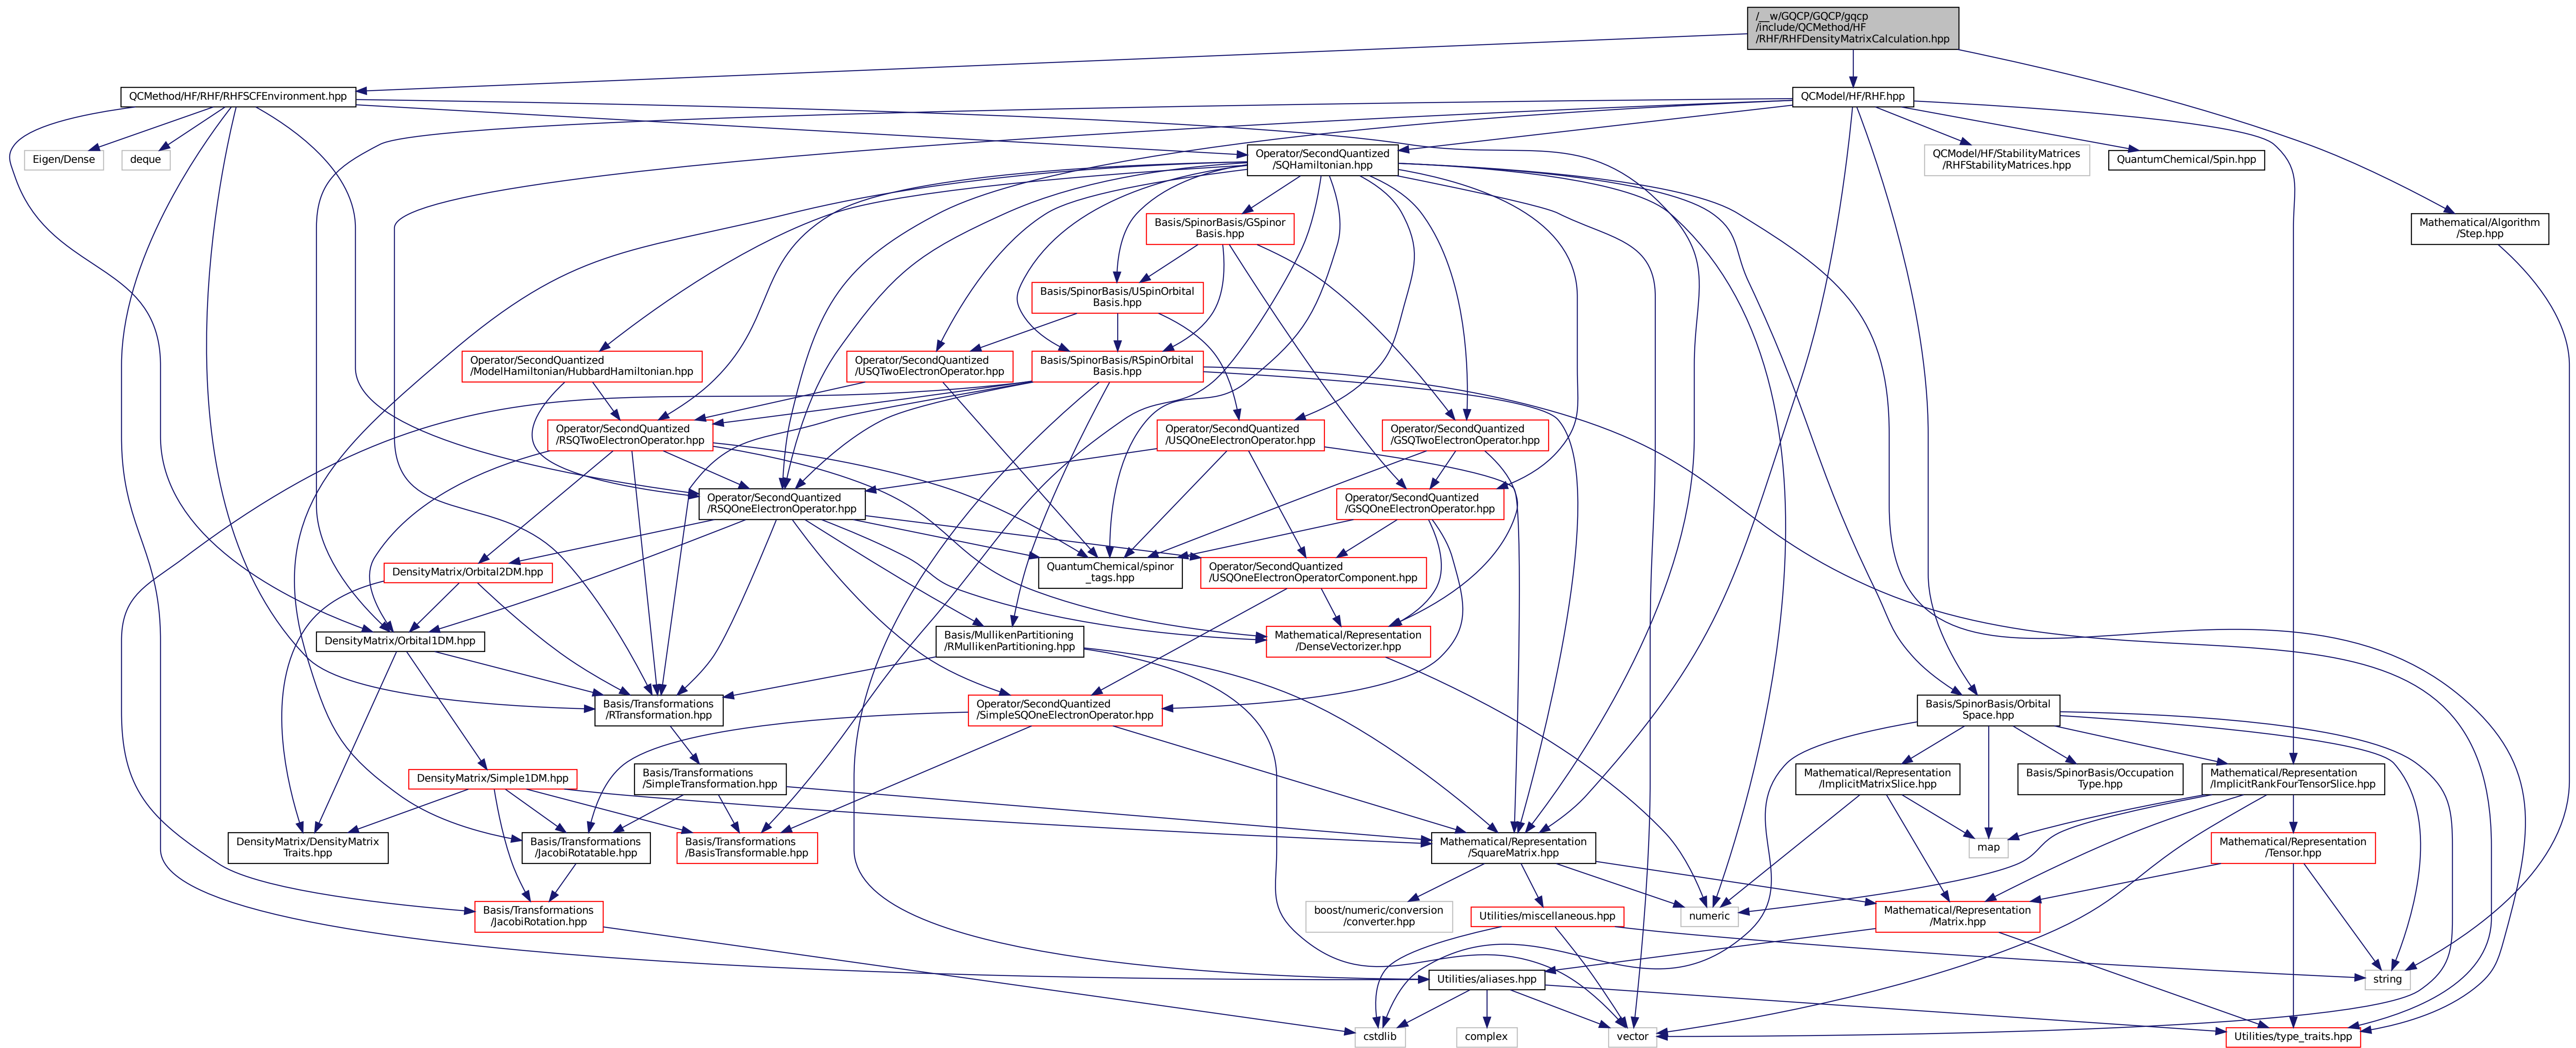 /__w/GQCP/GQCP/gqcp
/include/QCMethod/HF
/RHF/RHFDensityMatrixCalculation.hpp
QCMethod/HF/RHF/RHFSCFEnvironment.hpp
QCModel/HF/RHF.hpp
Eigen/Dense
deque
Operator/SecondQuantized
/SQHamiltonian.hpp
QCModel/HF/StabilityMatrices
/RHFStabilityMatrices.hpp
QuantumChemical/Spin.hpp
Basis/SpinorBasis/GSpinor
Basis.hpp
Mathematical/Algorithm
/Step.hpp
Basis/SpinorBasis/USpinOrbital
Basis.hpp
Operator/SecondQuantized
/ModelHamiltonian/HubbardHamiltonian.hpp
Operator/SecondQuantized
/USQTwoElectronOperator.hpp
Basis/SpinorBasis/RSpinOrbital
Basis.hpp
Operator/SecondQuantized
/RSQTwoElectronOperator.hpp
Operator/SecondQuantized
/USQOneElectronOperator.hpp
Operator/SecondQuantized
/GSQTwoElectronOperator.hpp
Operator/SecondQuantized
/RSQOneElectronOperator.hpp
Operator/SecondQuantized
/GSQOneElectronOperator.hpp
DensityMatrix/Orbital2DM.hpp
QuantumChemical/spinor
_tags.hpp
Operator/SecondQuantized
/USQOneElectronOperatorComponent.hpp
DensityMatrix/Orbital1DM.hpp
Basis/MullikenPartitioning
/RMullikenPartitioning.hpp
Mathematical/Representation
/DenseVectorizer.hpp
Basis/Transformations
/RTransformation.hpp
Operator/SecondQuantized
/SimpleSQOneElectronOperator.hpp
Basis/SpinorBasis/Orbital
Space.hpp
DensityMatrix/Simple1DM.hpp
Basis/Transformations
/SimpleTransformation.hpp
Mathematical/Representation
/ImplicitMatrixSlice.hpp
Basis/SpinorBasis/Occupation
Type.hpp
Mathematical/Representation
/ImplicitRankFourTensorSlice.hpp
DensityMatrix/DensityMatrix
Traits.hpp
Basis/Transformations
/JacobiRotatable.hpp
Basis/Transformations
/BasisTransformable.hpp
Mathematical/Representation
/SquareMatrix.hpp
map
Mathematical/Representation
/Tensor.hpp
Basis/Transformations
/JacobiRotation.hpp
boost/numeric/conversion
/converter.hpp
Utilities/miscellaneous.hpp
numeric
Mathematical/Representation
/Matrix.hpp
Utilities/aliases.hpp
string
cstdlib
complex
vector
Utilities/type_traits.hpp